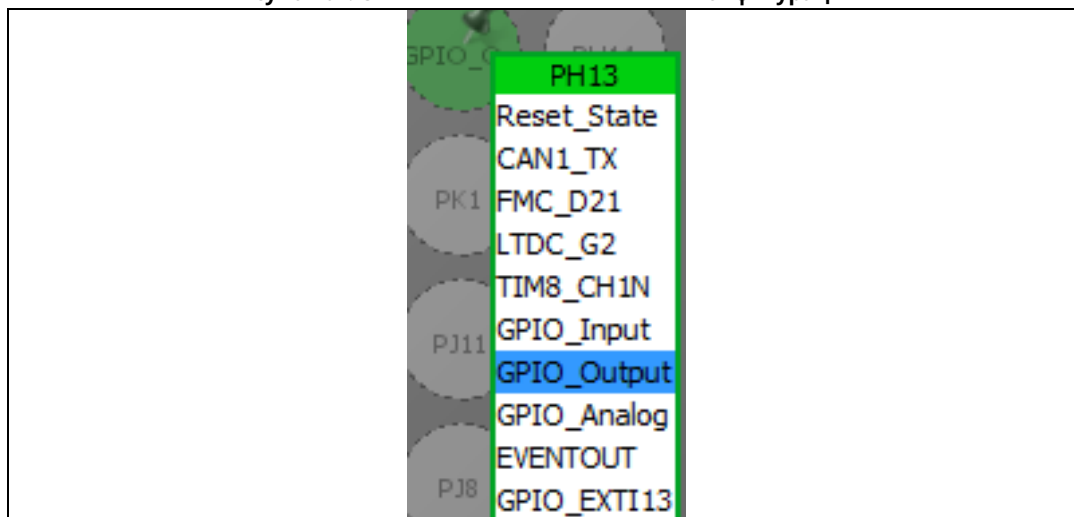 GPIO_O
PH14
PH13
Reset_State
CAN1_TX
PK1
FMC_D21
LTDC_G2
TIM8_CH1N
PJ11
GPIO_Input
GPIO_Output
GPIO_Analog
EVENTOUT
PJ8
GPIO_EXTI13